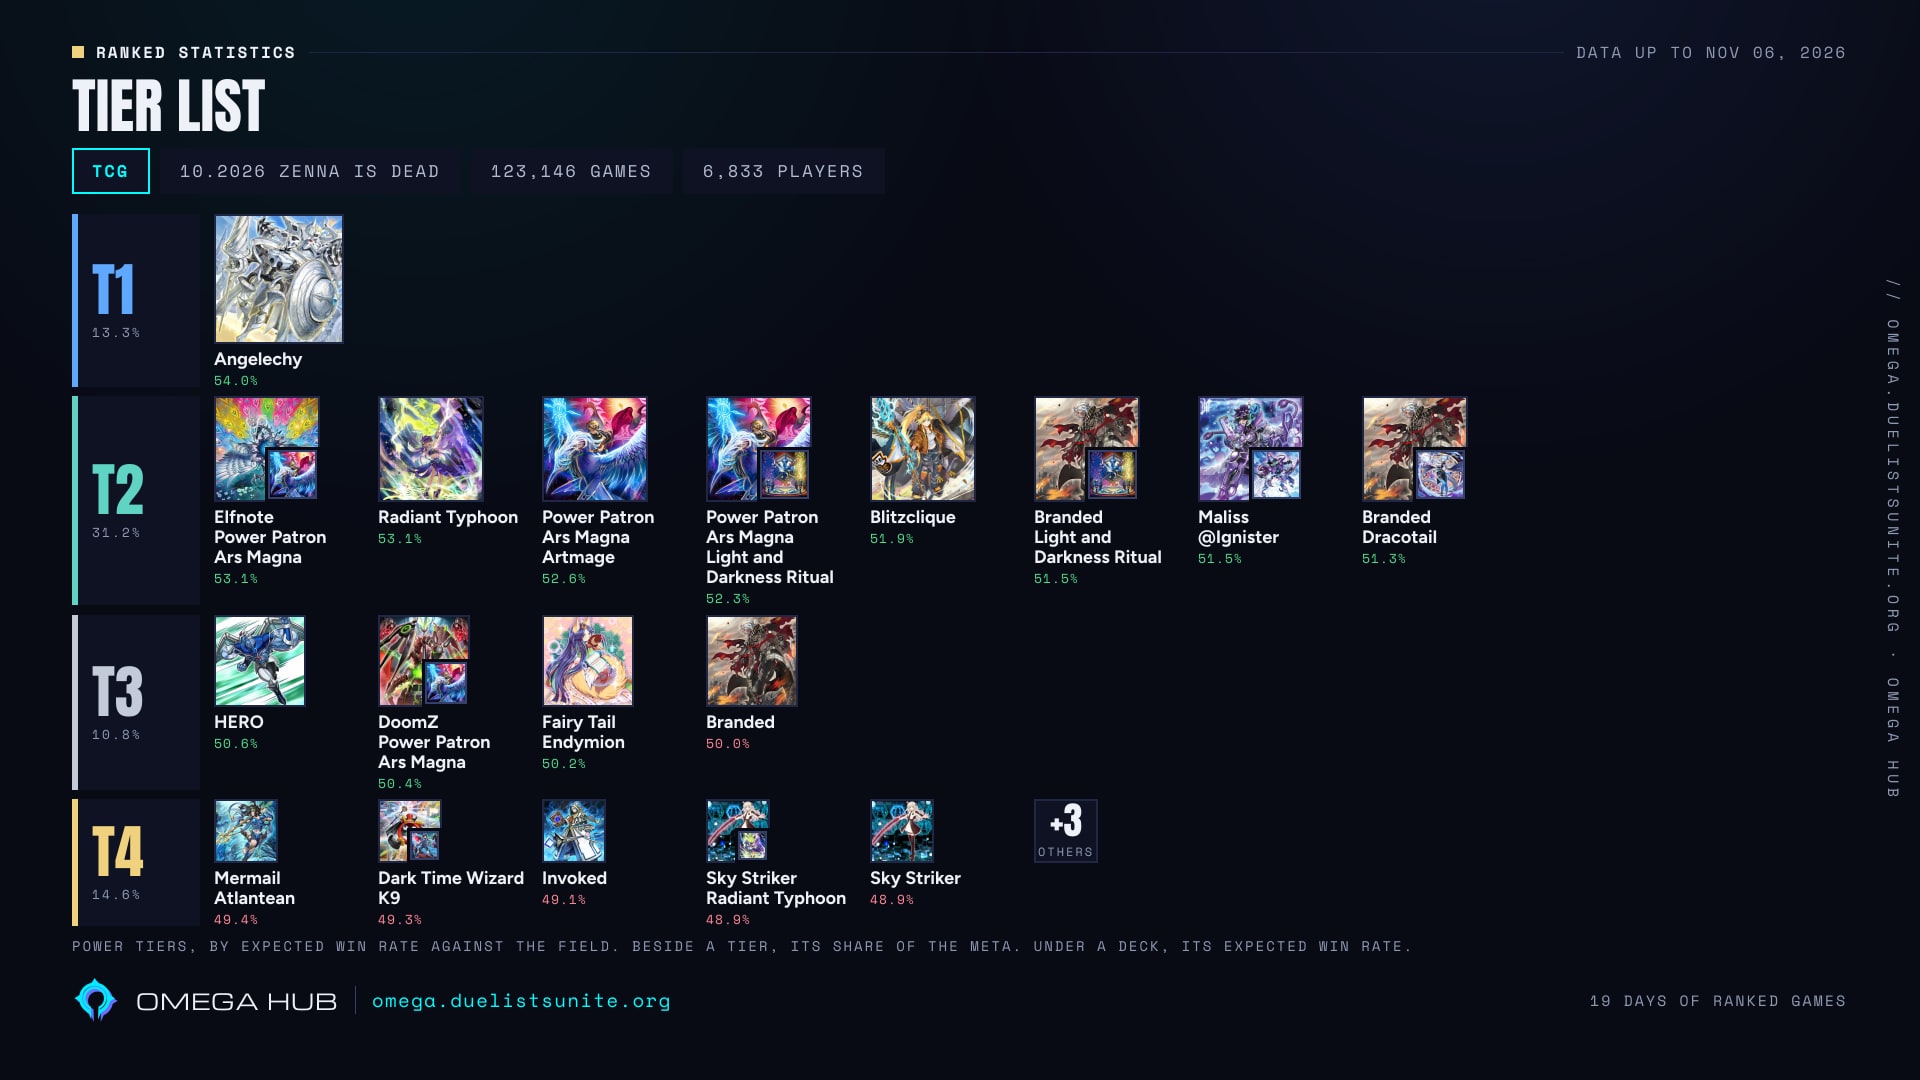 RANKED STATISTICS
DATA UP TO NOV 06, 2026
TIER LIST
TCG
10.2026 ZENNA IS DEAD
123,146 GAMES
6,833 PLAYERS
T1
13.3%
Angelechy
54.0%
T2
31.2%
Elfnote
Power Patron
Ars Magna
53.1%
Radiant Typhoon
53.1%
Power Patron
Ars Magna
Artmage
52.6%
Power Patron
Ars Magna
Light and
Darkness Ritual
52.3%
Blitzclique
51.9%
Branded
Light and
Darkness Ritual
51.5%
Maliss
@Ignister
51.5%
Branded
Dracotail
51.3%
T3
10.8%
HERO
50.6%
DoomZ
Power Patron
Ars Magna
50.4%
Fairy Tail
Endymion
50.2%
Branded
50.0%
T4
14.6%
Mermail
Atlantean
49.4%
Dark Time Wizard
K9
49.3%
Invoked
49.1%
Sky Striker
Radiant Typhoon
48.9%
Sky Striker
48.9%
+3
OTHERS
POWER TIERS, BY EXPECTED WIN RATE AGAINST THE FIELD. BESIDE A TIER, ITS SHARE OF THE META. UNDER A DECK, ITS EXPECTED WIN RATE.
OMEGA HUB
omega.duelistsunite.org
19 DAYS OF RANKED GAMES
// OMEGA.DUELISTSUNITE.ORG · OMEGA HUB